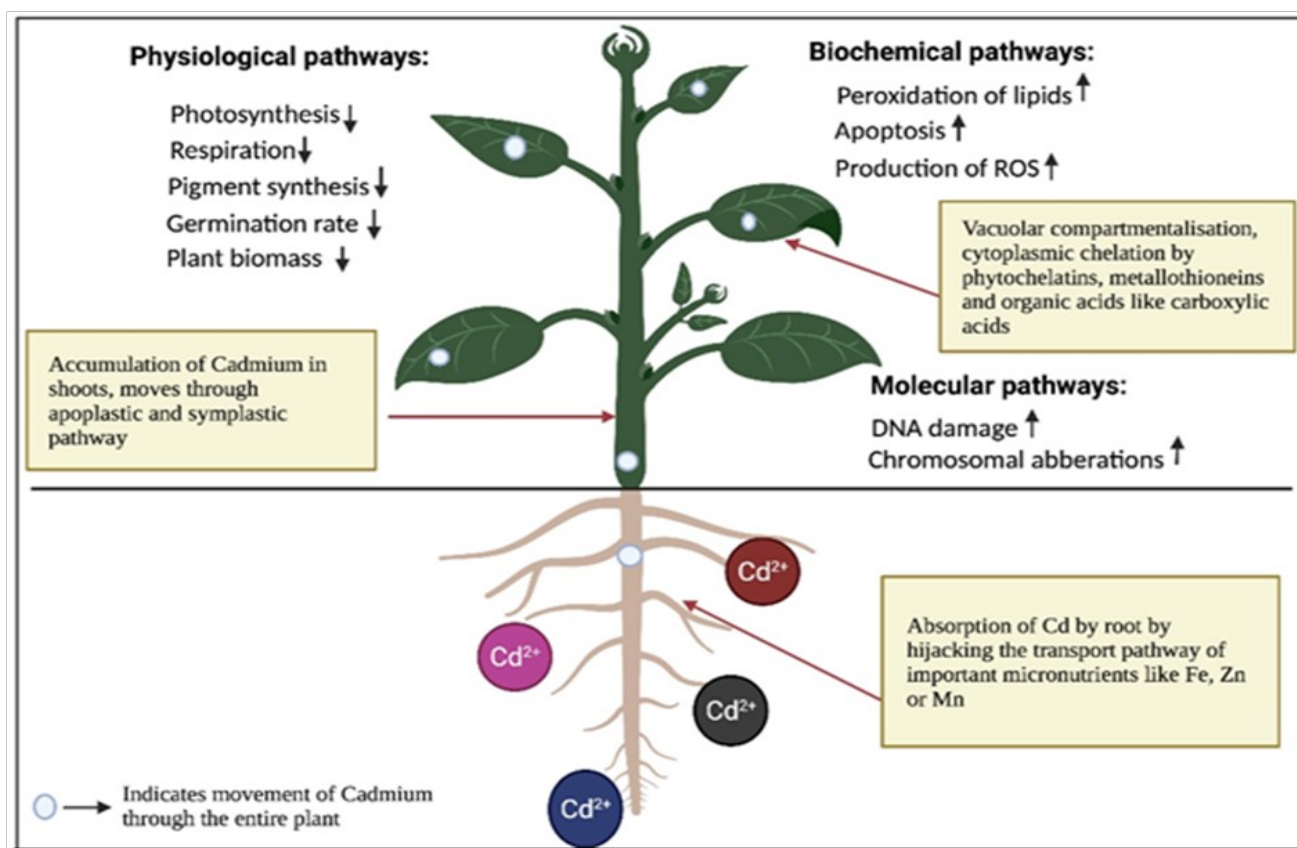 Physiological pathways:
Photosynthesis↓
Respiration↓
Pigment synthesis↓
Germination rate ↓
Plant biomass ↓
Biochemical pathways:
Peroxidation of lipids↑
Apoptosis↑
Production of ROS↑
Vacuolar compartmentalisation,
cytoplasmic chelation by
phytochelatins, metallothioneins
and organic acids like carboxylic
acids
Accumulation of Cadmium in
shoots, moves through
apoplastic and symplastic
pathway
Molecular pathways:
DNA damage ↑
Chromosomal abberations ↑
Cd²⁺
Cd²⁺
Cd²⁺
Cd²⁺
Absorption of Cd by root by
hijacking the transport pathway of
important micronutrients like Fe, Zn
or Mn
Indicates movement of Cadmium
through the entire plant